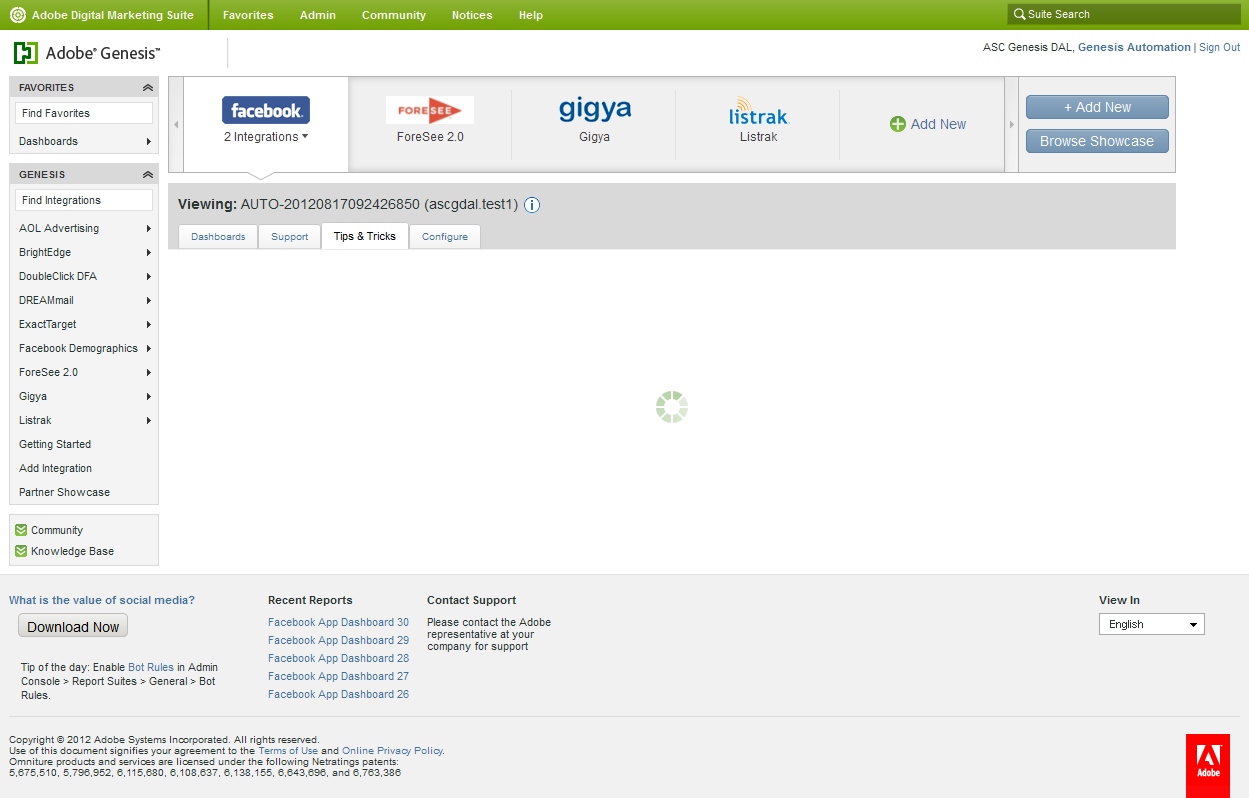 Adobe Digital Marketing Suite
Favorites
Admin
Community
Notices
Help
Suite Search
Adobe® Genesis™
ASC Genesis DAL, Genesis Automation | Sign Out
FAVORITES
Find Favorites
Dashboards
GENESIS
Find Integrations
AOL Advertising
BrightEdge
DoubleClick DFA
DREAMmail
ExactTarget
Facebook Demographics
ForeSee 2.0
Gigya
Listrak
Getting Started
Add Integration
Partner Showcase
Community
Knowledge Base
facebook.
2 Integrations
FORESEE
ForeSee 2.0
gigya
Gigya
listrak
Listrak
Add New
+ Add New
Browse Showcase
Viewing: AUTO-20120817092426850 (ascgdal.test1)
Dashboards
Support
Tips & Tricks
Configure
What is the value of social media?
Download Now
Tip of the day: Enable Bot Rules in Admin
Console > Report Suites > General > Bot
Rules.
Recent Reports
Facebook App Dashboard 30
Facebook App Dashboard 29
Facebook App Dashboard 28
Facebook App Dashboard 27
Facebook App Dashboard 26
Contact Support
Please contact the Adobe
representative at your
company for support
View In
English
Copyright © 2012 Adobe Systems Incorporated. All rights reserved.
Use of this document signifies your agreement to the Terms of Use and Online Privacy Policy.
Omniture products and services are licensed under the following Netratings patents:
5,675,510, 5,796,952, 6,115,680, 6,108,637, 6,138,155, 6,643,696, and 6,763,386
Adobe